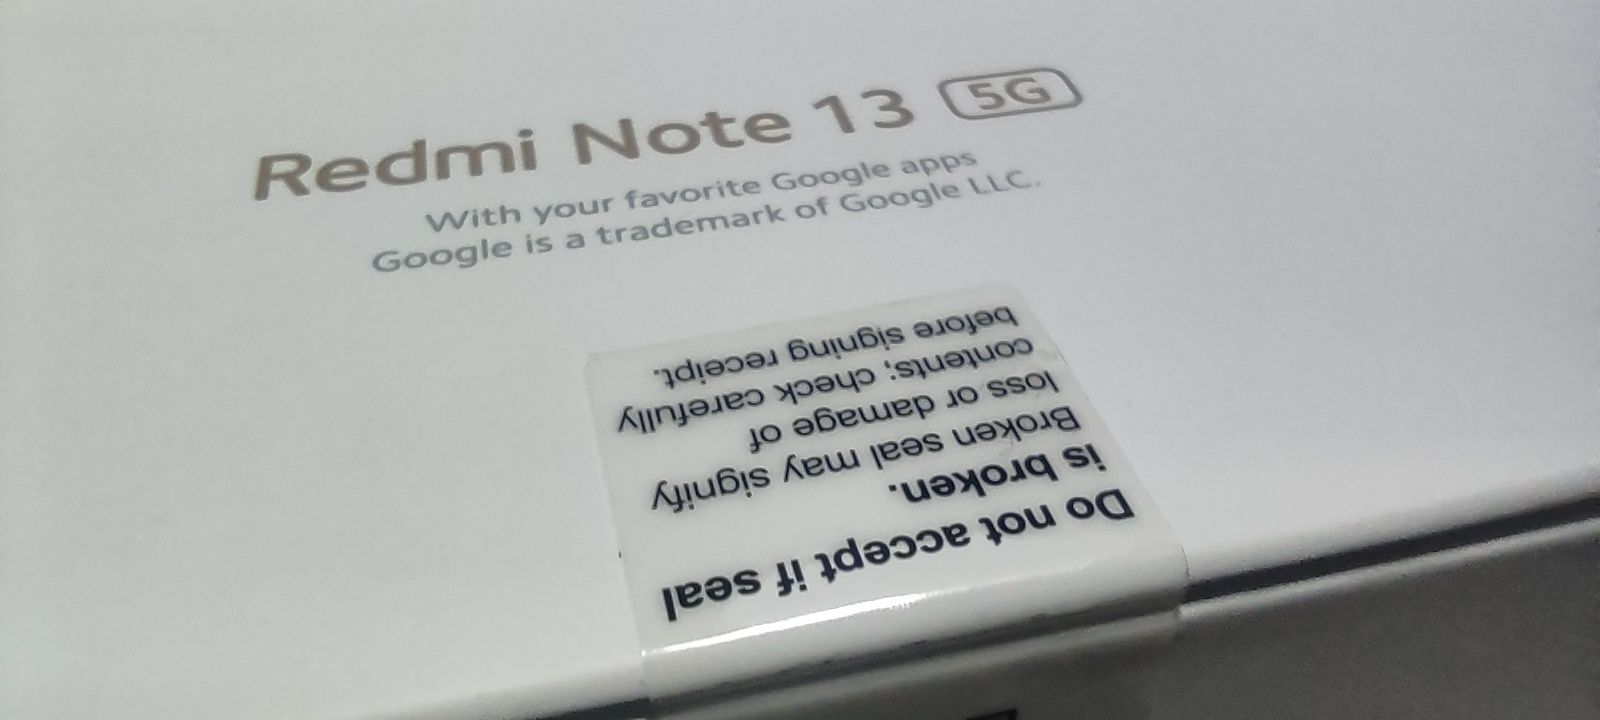 Redmi Note 13 5G
With your favorite Google apps
Google is a trademark of Google LLC.
Do not accept if seal
is broken.
Broken seal may signify
loss or damage of
contents; check carefully
before signing receipt.